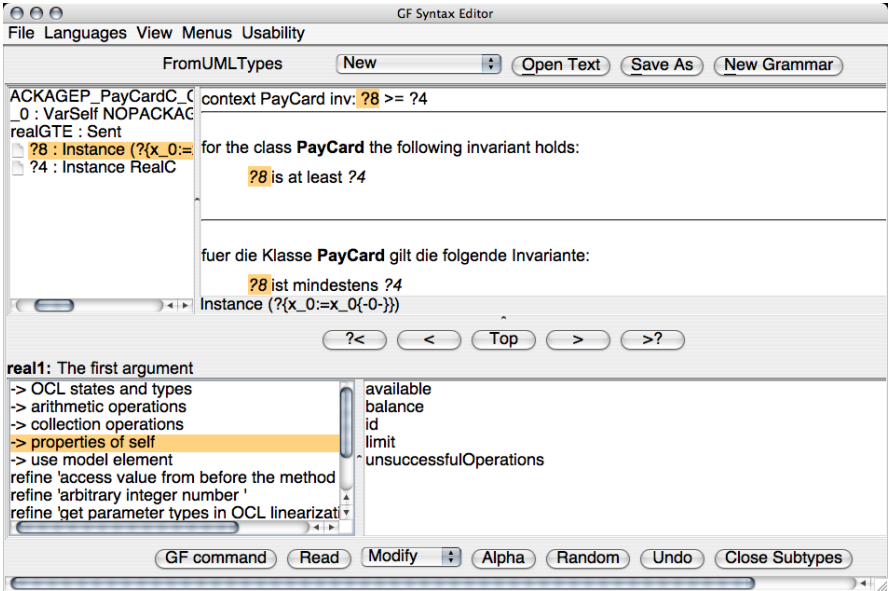 GF Syntax Editor
File Languages View Menus Usability
FromUMLTypes New Open Text Save As New Grammar
ACKAGEP_PayCardC_C
_0 : VarSelf NOPACKAG
realGTE : Sent
?8 : Instance (?{x_0:=
?4 : Instance RealC
context PayCard inv: ?8 >= ?4
for the class PayCard the following invariant holds:
?8 is at least ?4
fuer die Klasse PayCard gilt die folgende Invariante:
?8 ist mindestens ?4
Instance (?{x_0:=x_0{-0-}})
?< < Top > >?
real1: The first argument
-> OCL states and types
-> arithmetic operations
-> collection operations
-> properties of self
-> use model element
refine 'access value from before the method
refine 'arbitrary integer number '
refine 'get parameter types in OCL linearizati
available
balance
id
limit
unsuccessfulOperations
GF command Read Modify Alpha Random Undo Close Subtypes